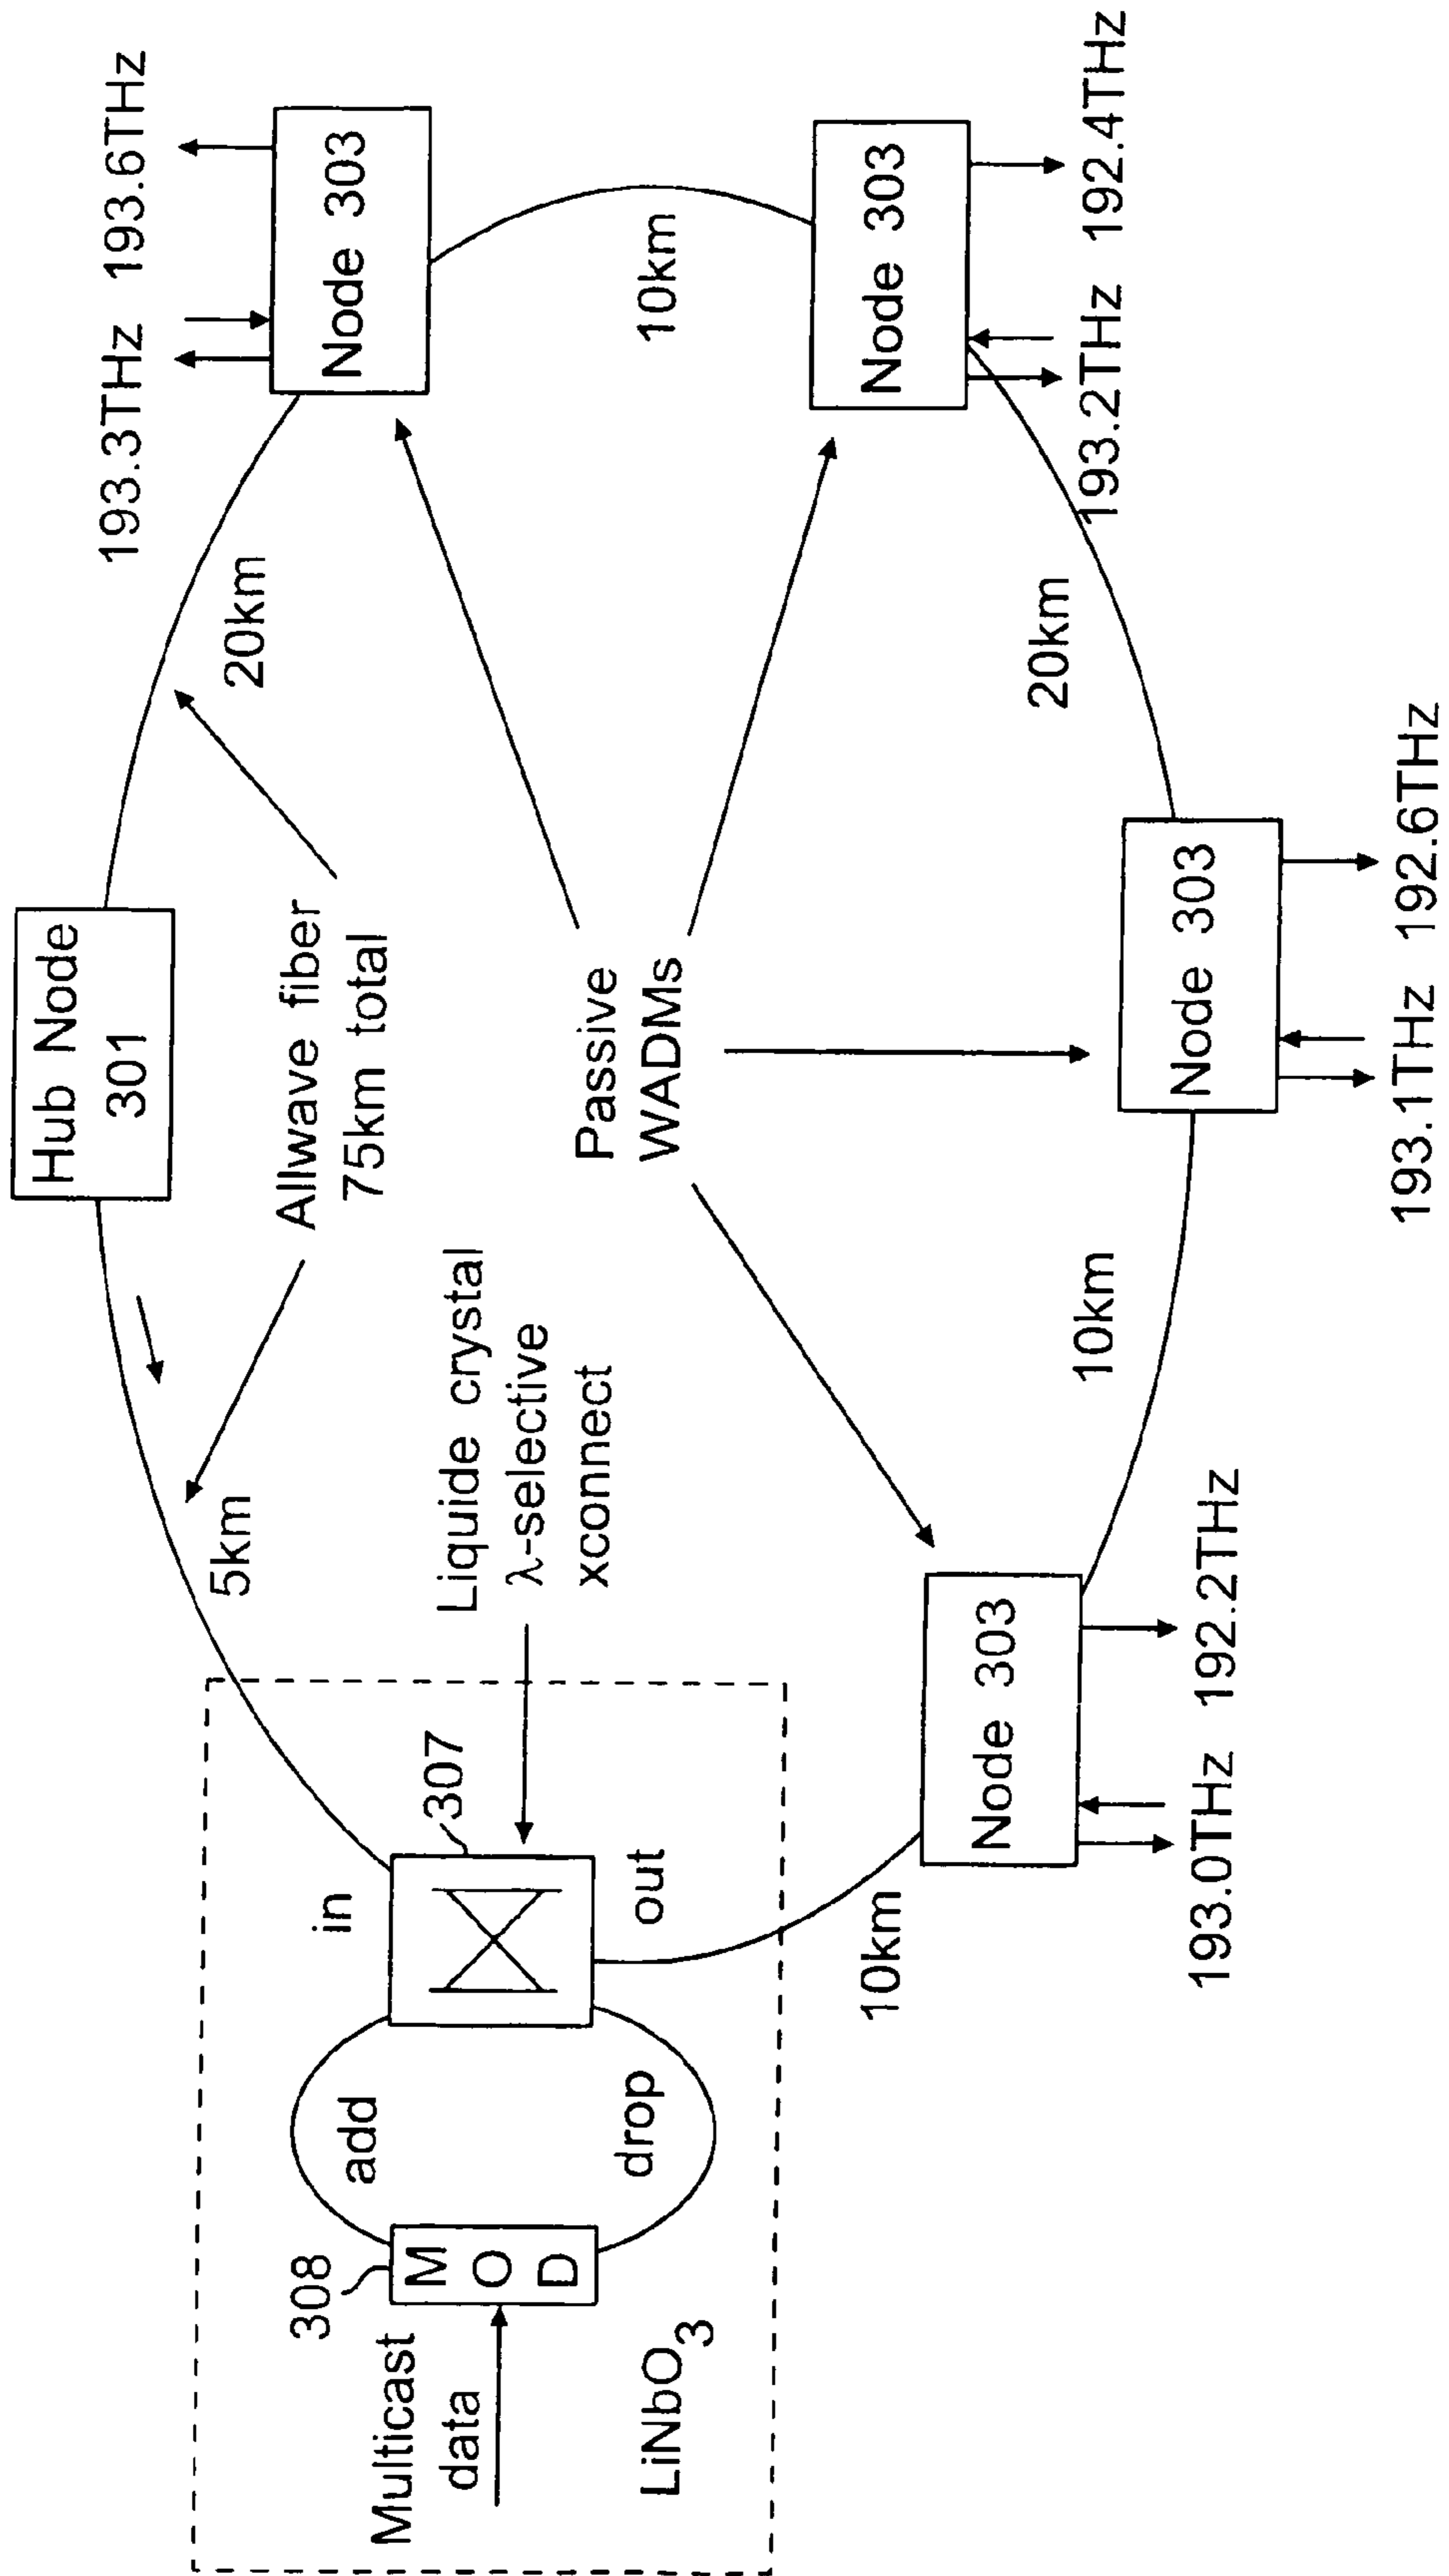 Hub Node
301
193.3THz 193.6THz
Node 303
20km
Allwave fiber
75km total
5km
10km
Node 303
193.2THz 192.4THz
Passive
WADMs
Liquide crystal
λ-selective
xconnect
307
in
out
add
drop
308
M
O
D
Multicast
data
LiNbO3
20km
10km
10km
Node 303
193.0THz 192.2THz
Node 303
193.1THz 192.6THz